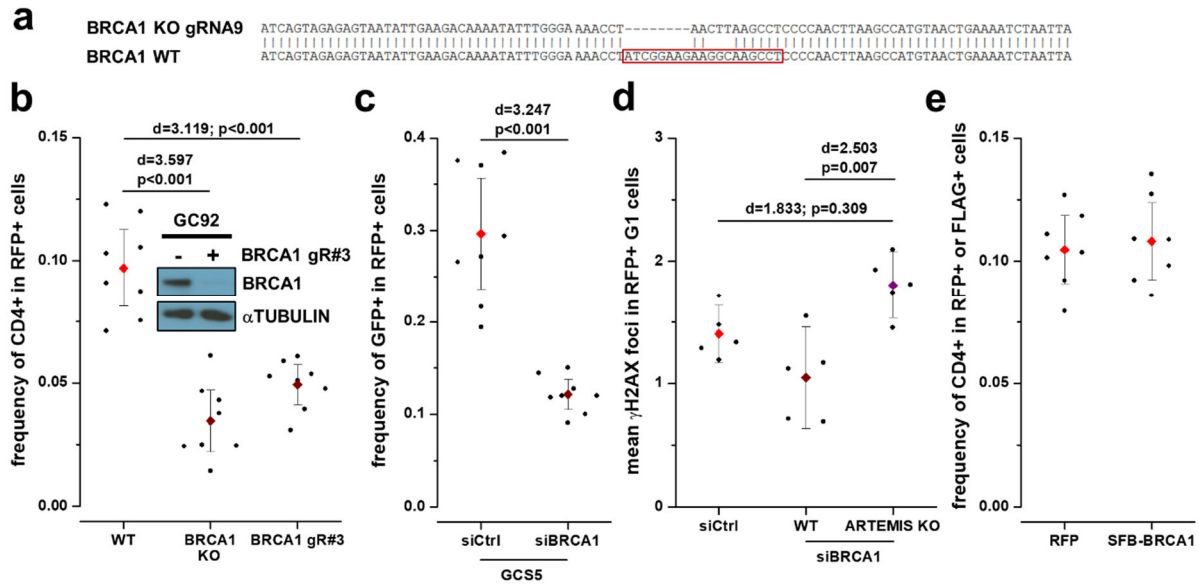 a
BRCA1 KO gRNA9 ATCAGTAGAGAGTAATATTGAAGACAAAATATTTGGGAAAACCT---------AACTTAAGCCTCCCCAACTTAAGCCATGTAACTGAAAATCTAATTA
BRCA1 WT ATCAGTAGAGAGTAATATTGAAGACAAAATATTTGGGAAAACCTATCGGAAGAAGGCAAGCCTCCCCAACTTAAGCCATGTAACTGAAAATCTAATTA
b
frequency of CD4+ in RFP+ cells
0.15
0.10
0.05
0.00
d=3.119; p<0.001
d=3.597
p<0.001
GC92
- + BRCA1 gR#3
BRCA1
αTUBULIN
WT
BRCA1
KO
BRCA1 gR#3
c
frequency of GFP+ in RFP+ cells
0.4
0.3
0.2
0.1
0.0
d=3.247
p<0.001
siCtrl siBRCA1
GCS5
d
mean γH2AX foci in RFP+ G1 cells
3
2
1
0
d=2.503
p=0.007
d=1.833; p=0.309
siCtrl WT ARTEMIS KO
siBRCA1
e
frequency of CD4+ in RFP+ or FLAG+ cells
0.15
0.10
0.05
0.00
RFP SFB-BRCA1